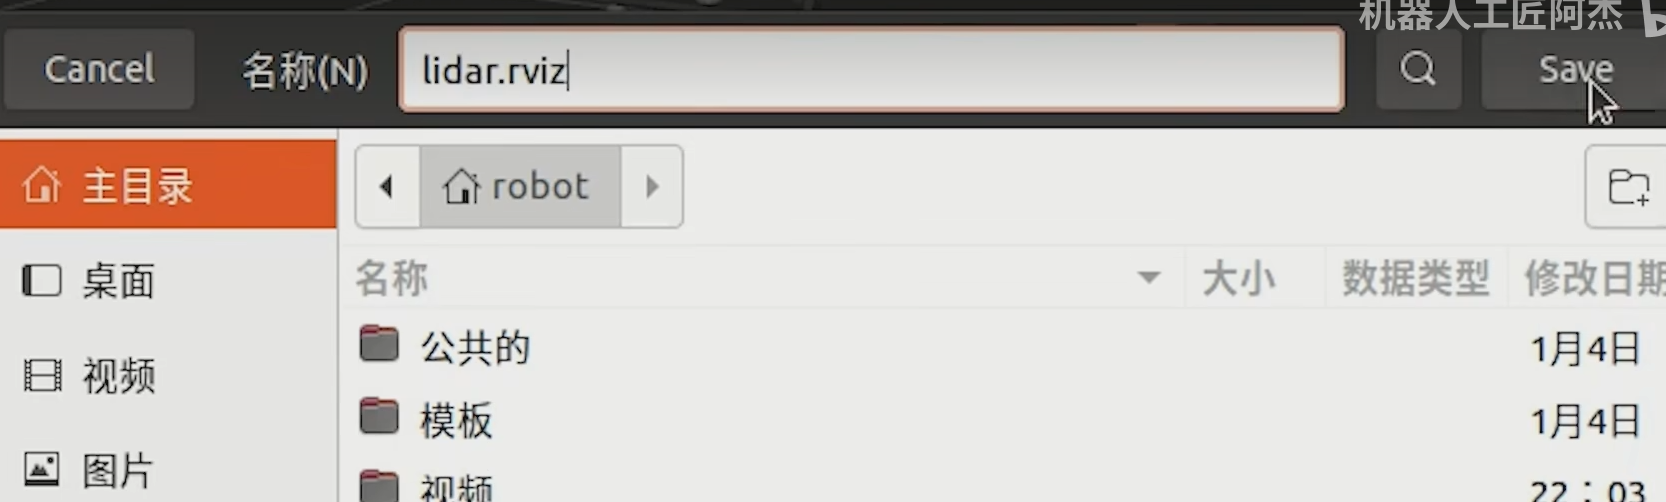 机器人工匠阿杰
Cancel 名称(N) lidar.rviz Save
主目录 robot
桌面 名称 大小 数据类型 修改日期
公共的 1月4日
视频
模板 1月4日
图片
视频 22：03